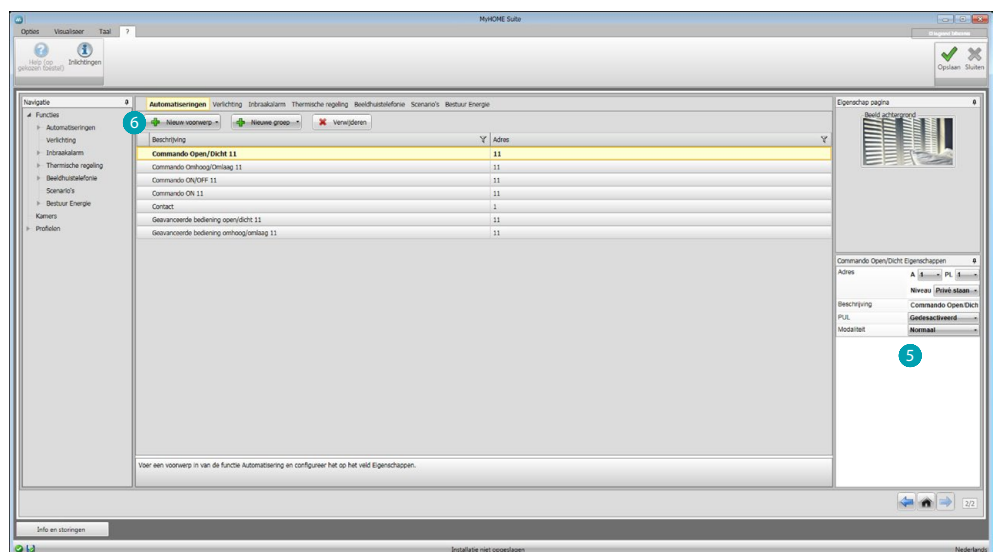 MyHOME Suite
Opties Visualiseer Taal ?
Help (op gekozen toestel)
Inlichtingen
Opslaan Sluiten
Navigatie
Functies
Automatiseringen
Verlichting
Inbraakalarm
Thermische regeling
Beeldhuistelefonie
Scenario's
Bestuur Energie
Kamers
Profielen
Automatiseringen Verlichting Inbraakalarm Thermische regeling Beeldhuistelefonie Scenario's Bestuur Energie
6
Nieuw voorwerp Nieuwe groep Verwijderen
Beschrijving Adres
Commando Open/Dicht 11 11
Commando Omhoog/Omlaag 11 11
Commando ON/OFF 11 11
Commando ON 11 11
Contact 1
Geavanceerde bediening open/dicht 11 11
Geavanceerde bediening omhoog/omlaag 11 11
Voer een voorwerp in van de functie Automatisering en configureer het op het veld Eigenschappen.
Eigenschap pagina
Beeld achtergrond
Commando Open/Dicht Eigenschappen
Adres A 1 PL 1
Niveau Privé staan
Beschrijving Commando Open/Dich
PUL Gedesactiveerd
Modaliteit Normaal
5
2/2
Info en storingen
Installatie niet opgeslagen
Nederlands